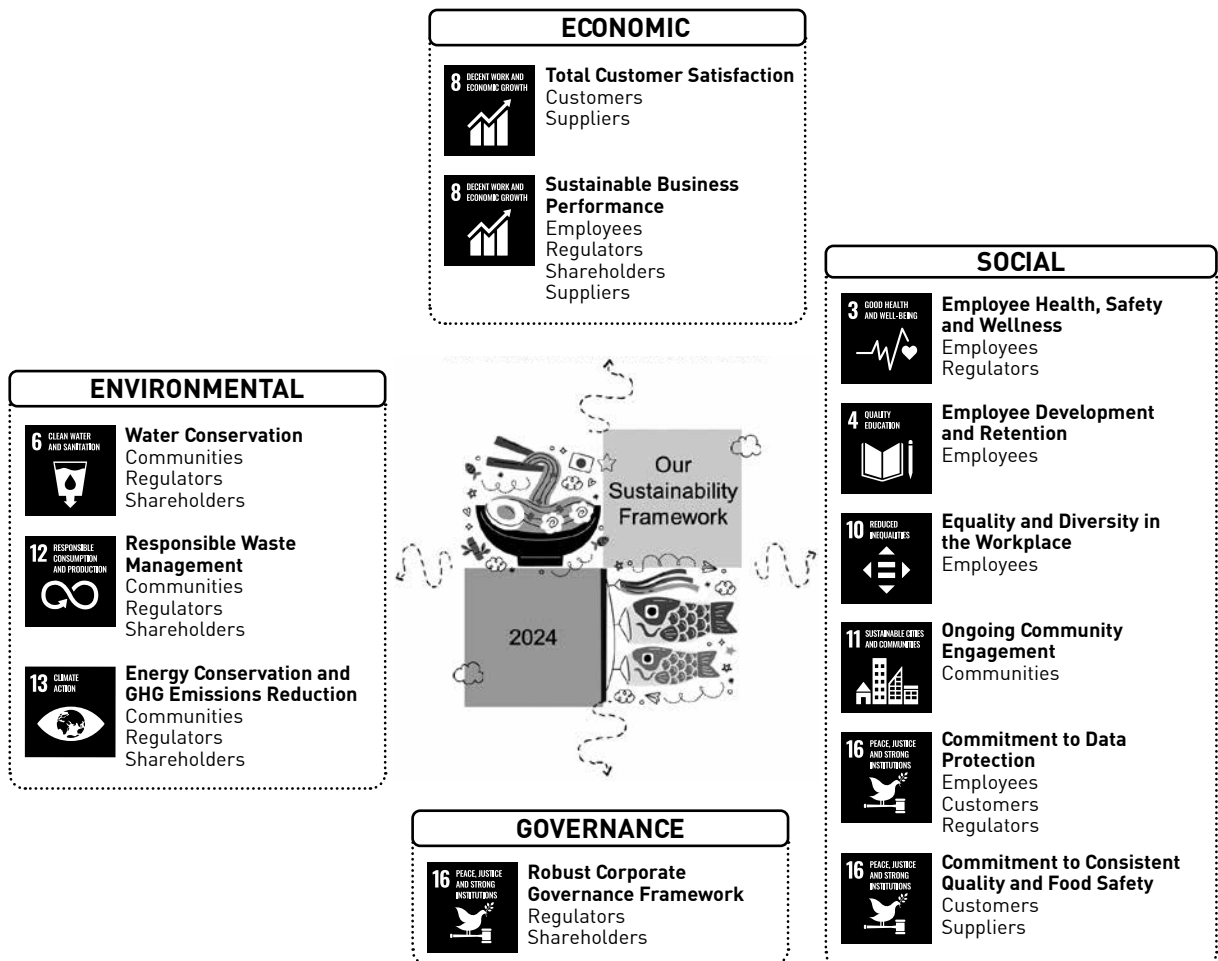 ECONOMIC
8 DECENT WORK AND
ECONOMIC GROWTH
Total Customer Satisfaction
Customers
Suppliers
8 DECENT WORK AND
ECONOMIC GROWTH
Sustainable Business
Performance
Employees
Regulators
Shareholders
Suppliers
ENVIRONMENTAL
6 CLEAN WATER
AND SANITATION
Water Conservation
Communities
Regulators
Shareholders
12 RESPONSIBLE
CONSUMPTION
AND PRODUCTION
Responsible Waste
Management
Communities
Regulators
Shareholders
13 CLIMATE
ACTION
Energy Conservation and
GHG Emissions Reduction
Communities
Regulators
Shareholders
Our
Sustainability
Framework
2024
SOCIAL
3 GOOD HEALTH
AND WELL-BEING
Employee Health, Safety
and Wellness
Employees
Regulators
4 QUALITY
EDUCATION
Employee Development
and Retention
Employees
10 REDUCED
INEQUALITIES
Equality and Diversity in
the Workplace
Employees
11 SUSTAINABLE CITIES
AND COMMUNITIES
Ongoing Community
Engagement
Communities
16 PEACE, JUSTICE
AND STRONG
INSTITUTIONS
Commitment to Data
Protection
Employees
Customers
Regulators
16 PEACE, JUSTICE
AND STRONG
INSTITUTIONS
Commitment to Consistent
Quality and Food Safety
Customers
Suppliers
GOVERNANCE
16 PEACE, JUSTICE
AND STRONG
INSTITUTIONS
Robust Corporate
Governance Framework
Regulators
Shareholders